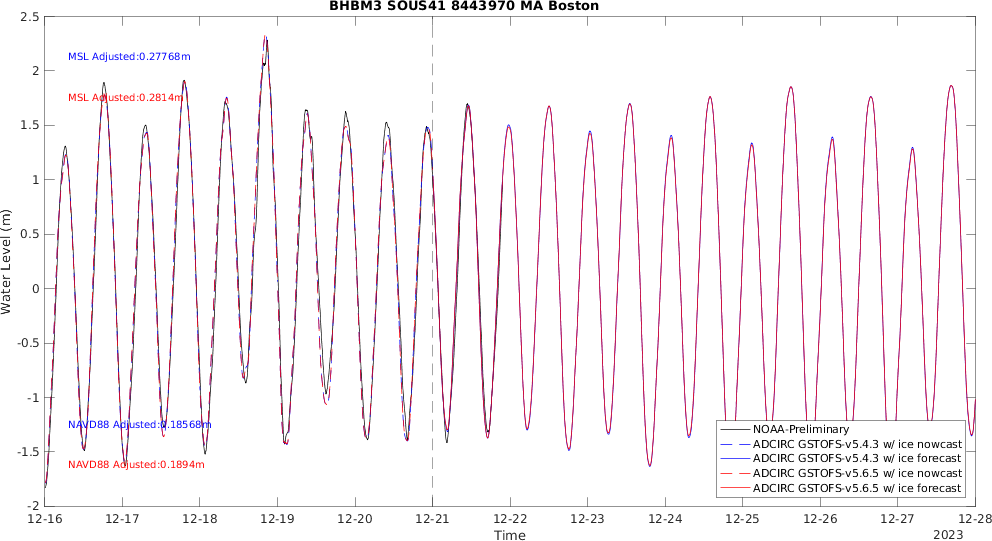 BHBM3 SOUS41 8443970 MA Boston
2.5
2
1.5
1
0.5
0
-0.5
-1
-1.5
-2
Water Level (m)
MSL Adjusted:0.27768m
MSL Adjusted:0.2814m
NAVD88 Adjusted:0.18568m
NAVD88 Adjusted:0.1894m
NOAA-Preliminary
ADCIRC GSTOFS-v5.4.3 w/ ice nowcast
ADCIRC GSTOFS-v5.4.3 w/ ice forecast
ADCIRC GSTOFS-v5.6.5 w/ ice nowcast
ADCIRC GSTOFS-v5.6.5 w/ ice forecast
12-16 12-17 12-18 12-19 12-20 12-21 12-22 12-23 12-24 12-25 12-26 12-27 12-28
Time
2023